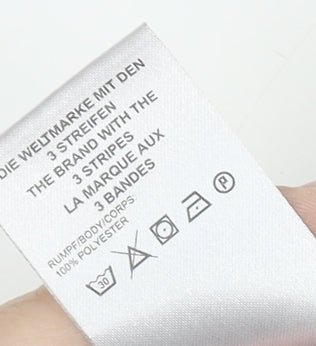 DIE WELTMARKE MIT DEN
3 STREIFEN
THE BRAND WITH THE
3 STRIPES
LA MARQUE AUX
3 BANDES
RUMPF/BODY/CORPS:
100% POLYESTER
30
P